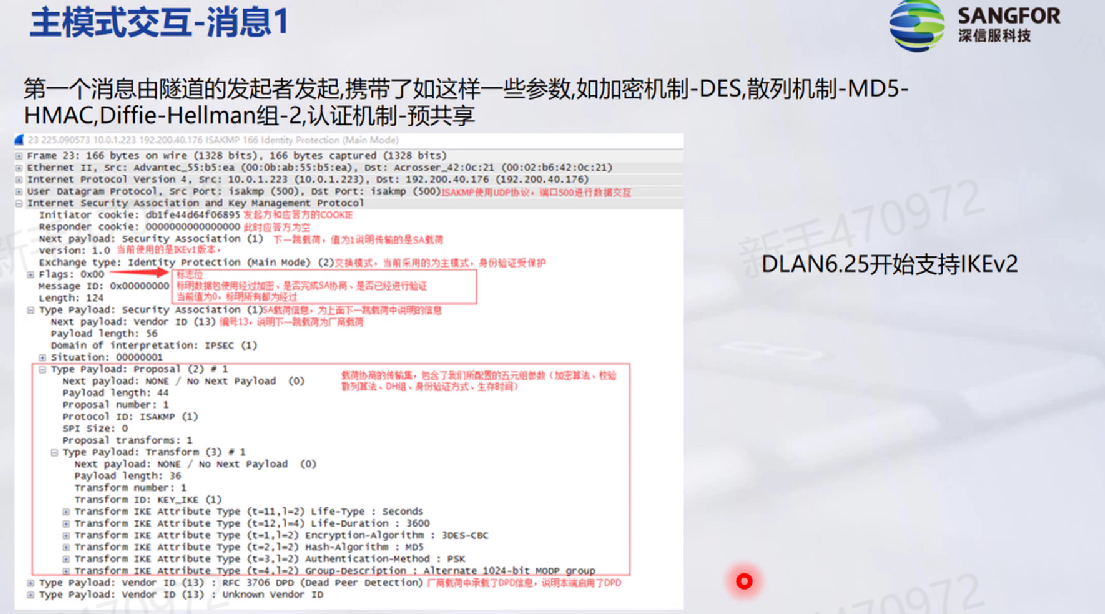 主模式交互-消息1
SANGFOR
深信服科技
第一个消息由隧道的发起者发起,携带了如这样一些参数,如加密机制-DES,散列机制-MD5-
HMAC,Diffie-Hellman组-2,认证机制-预共享
23 225.090573 10.0.1.223 192.200.40.176 ISAKMP 166 Identity Protection (Main Mode)
Frame 23: 166 bytes on wire (1328 bits), 166 bytes captured (1328 bits)
Ethernet II, Src: Advantec_55:b5:ea (00:0b:ab:55:b5:ea), Dst: Acrosser_42:0c:21 (00:02:b6:42:0c:21)
Internet Protocol Version 4, Src: 10.0.1.223 (10.0.1.223), Dst: 192.200.40.176 (192.200.40.176)
User Datagram Protocol, Src Port: isakmp (500), Dst Port: isakmp (500)ISAKMP使用UDP协议，端口500进行数据交互
Internet Security Association and Key Management Protocol
Initiator cookie: db1fe44d64f06895 发起方和应答方的COOKIE
Responder cookie: 0000000000000000 此时应答方为空
Next payload: Security Association (1) 下一跳载荷，值为1说明传输的是SA载荷
Version: 1.0 当前使用的是IKEv1版本，
Exchange type: Identity Protection (Main Mode) (2)交换模式，当前采用的为主模式，身份验证受保护
Flags: 0x00 标志位
标明数据包使用经过加密、是否完成SA协商、是否已经进行验证
Message ID: 0x00000000 当前值为0，标明所有都为经过
Length: 124
Type Payload: Security Association (1)SA载荷信息，为上面下一跳载荷中说明的信息
Next payload: Vendor ID (13) 编号13，说明下一跳载荷为厂商载荷
Payload length: 56
Domain of interpretation: IPSEC (1)
Situation: 00000001
Type Payload: Proposal (2) # 1
Next payload: NONE / No Next Payload (0) 载荷协商的传输集，包含了我们所配置的五元组参数（加密算法、校验
散列算法、DH组、身份验证方式、生存时间）
Payload length: 44
Proposal number: 1
Protocol ID: ISAKMP (1)
SPI Size: 0
Proposal transforms: 1
Type Payload: Transform (3) # 1
Next payload: NONE / No Next Payload (0)
Payload length: 36
Transform number: 1
Transform ID: KEY_IKE (1)
Transform IKE Attribute Type (t=11,l=2) Life-Type : Seconds
Transform IKE Attribute Type (t=12,l=4) Life-Duration : 3600
Transform IKE Attribute Type (t=1,l=2) Encryption-Algorithm : 3DES-CBC
Transform IKE Attribute Type (t=2,l=2) Hash-Algorithm : MD5
Transform IKE Attribute Type (t=3,l=2) Authentication-Method : PSK
Transform IKE Attribute Type (t=4,l=2) Group-Description : Alternate 1024-bit MODP group
Type Payload: Vendor ID (13) : RFC 3706 DPD (Dead Peer Detection) 厂商载荷中承载了DPD信息，说明本端启用了DPD
Type Payload: Vendor ID (13) : Unknown Vendor ID
DLAN6.25开始支持IKEv2
新手470972